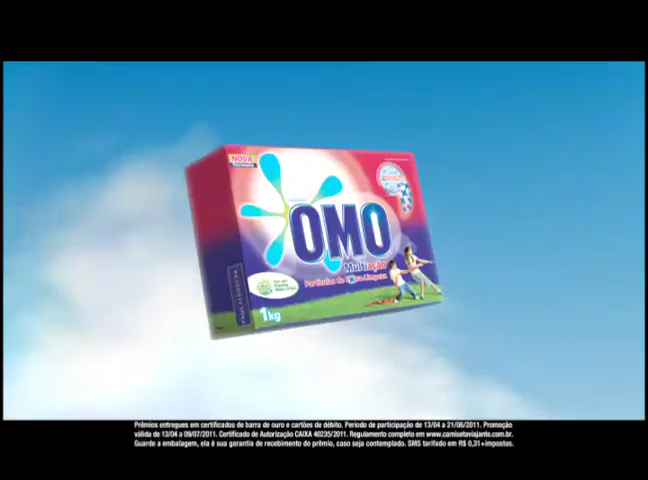 NOVA
fórmula
OMO
Multiação
Partículas de Extra-Limpeza
1kg
Prêmios entregues em certificados de barra de ouro e cartões de débito. Período de participação de 13/04 a 21/06/2011. Promoção
válida de 13/04 a 09/07/2011. Certificado de Autorização CAIXA 40235/2011. Regulamento completo em www.camisetaviajante.com.br.
Guarde a embalagem, ela é sua garantia de recebimento do prêmio, caso seja contemplado. SMS tarifado em R$ 0,31+impostos.